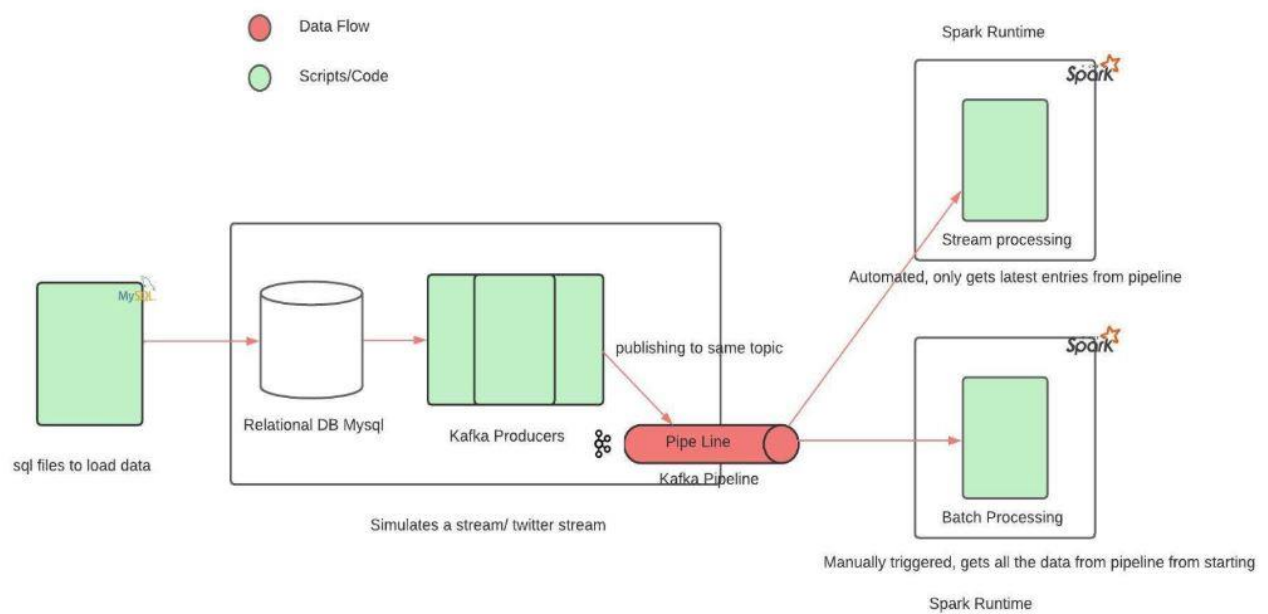 Data Flow
Scripts/Code
Spark Runtime
Spark
Stream processing
Automated, only gets latest entries from pipeline
MySQL
sql files to load data
Relational DB Mysql
Kafka Producers
publishing to same topic
Pipe Line
Kafka Pipeline
Simulates a stream/ twitter stream
Spark
Batch Processing
Manually triggered, gets all the data from pipeline from starting
Spark Runtime